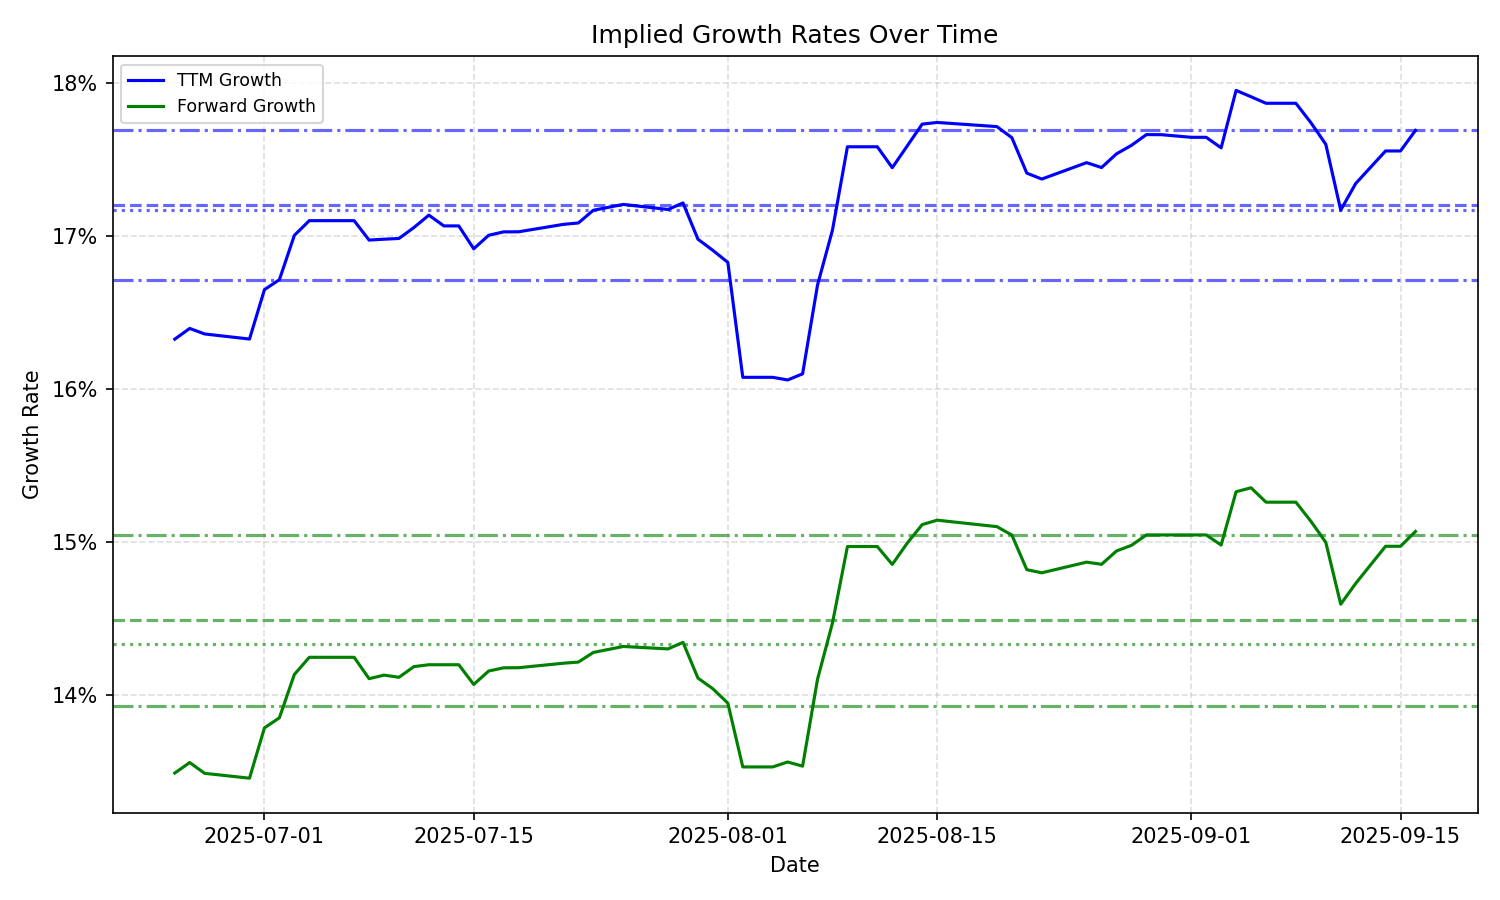 Implied Growth Rates Over Time
TTM Growth
Forward Growth
18%
17%
16%
15%
14%
Growth Rate
2025-07-01
2025-07-15
2025-08-01
2025-08-15
2025-09-01
2025-09-15
Date